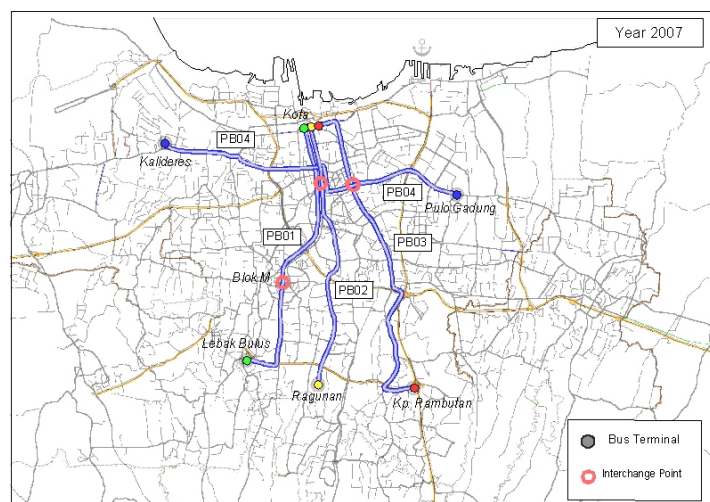 Year 2007
Kota
PB04
Kalideres
PB04
Pulo Gadung
PB01
PB03
Blok M
PB02
Lebak Bulus
Ragunan
Kp. Rambutan
Bus Terminal
Interchange Point